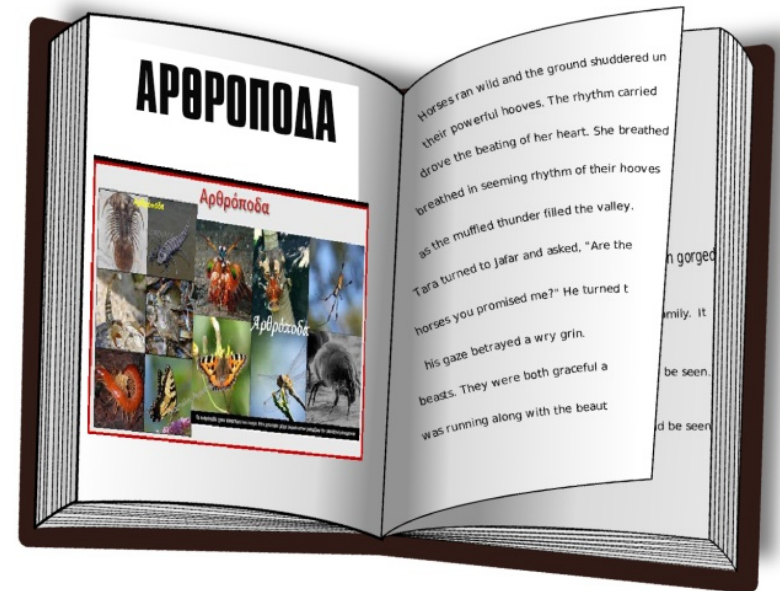 ΑΡΘΡΟΠΟΔΑ
Αρθρόποδα
Αρθρόποδα
Αρθρόποδα
Horses ran wild and the ground shuddered un
their powerful hooves. The rhythm carried
drove the beating of her heart. She breathed
breathed in seeming rhythm of their hooves
as the muffled thunder filled the valley.
Tara turned to Jafar and asked, "Are the
horses you promised me?" He turned t
his gaze betrayed a wry grin.
beasts. They were both graceful a
was running along with the beaut
n gorged
mily. It
be seen.
d be seen